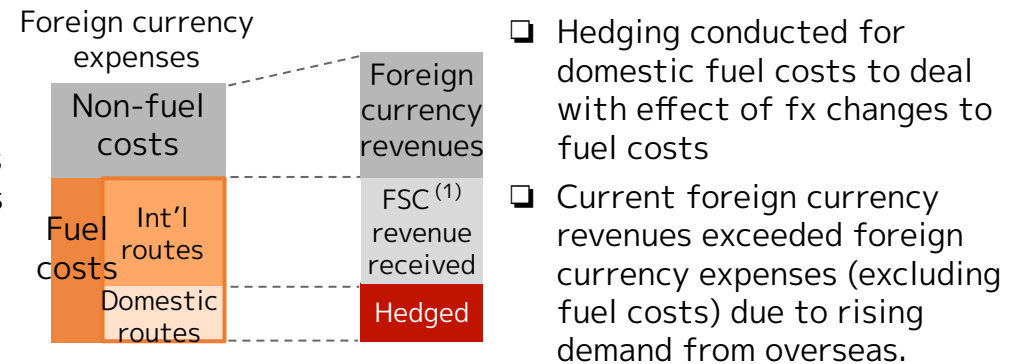 Foreign currency
expenses
Non-fuel
costs
Fuel
costs
Int'l
routes
Domestic
routes
Foreign
currency
revenues
FSC (1)
revenue
received
Hedged
❏ Hedging conducted for
domestic fuel costs to deal
with effect of fx changes to
fuel costs
❏ Current foreign currency
revenues exceeded foreign
currency expenses (excluding
fuel costs) due to rising
demand from overseas.